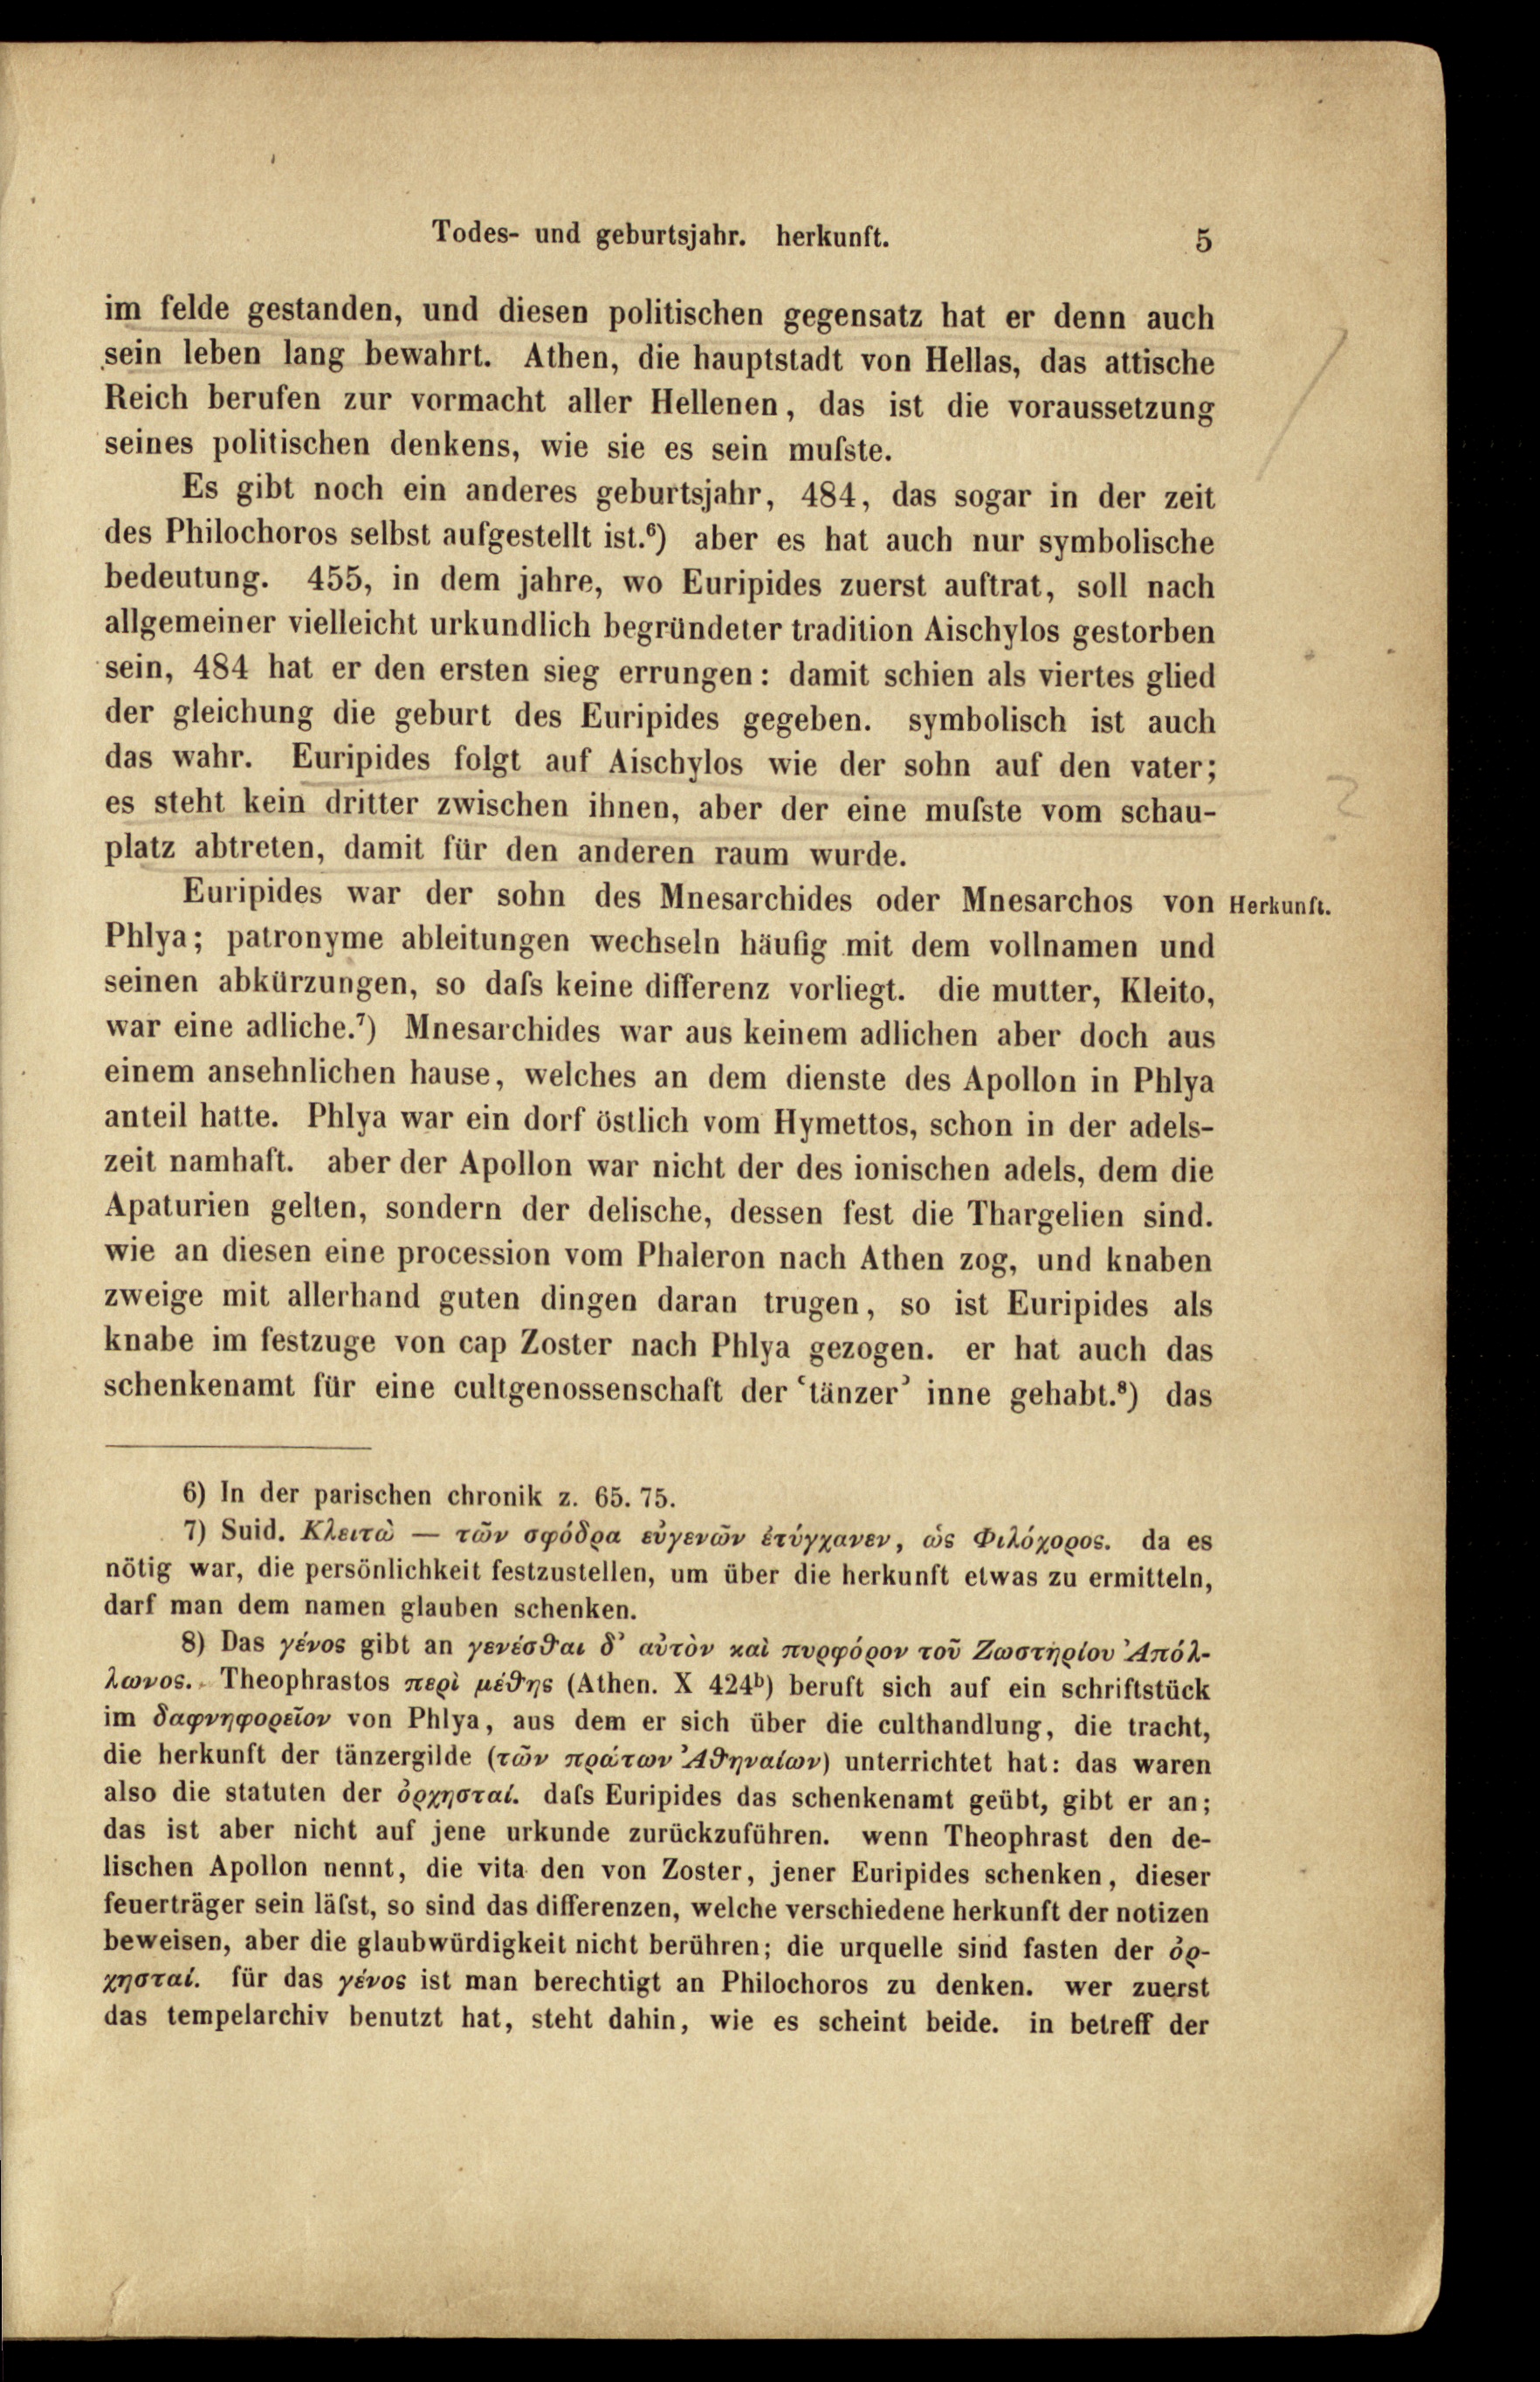 Todes- und geburtsjahr. herkunft. 5
im felde gestanden, und diesen politischen gegensatz hat er denn auch
sein leben lang bewahrt. Athen, die hauptstadt von Hellas, das attische
Reich berufen zur vormacht aller Hellenen, das ist die voraussetzung
seines politischen denkens, wie sie es sein muſste.
Es gibt noch ein anderes geburtsjahr, 484, das sogar in der zeit
des Philochoros selbst aufgestellt ist.⁶) aber es hat auch nur symbolische
bedeutung. 455, in dem jahre, wo Euripides zuerst auftrat, soll nach
allgemeiner vielleicht urkundlich begründeter tradition Aischylos gestorben
sein, 484 hat er den ersten sieg errungen: damit schien als viertes glied
der gleichung die geburt des Euripides gegeben. symbolisch ist auch
das wahr. Euripides folgt auf Aischylos wie der sohn auf den vater;
es steht kein dritter zwischen ihnen, aber der eine muſste vom schau-
platz abtreten, damit für den anderen raum wurde.
Euripides war der sohn des Mnesarchides oder Mnesarchos von Herkunft.
Phlya; patronyme ableitungen wechseln häufig mit dem vollnamen und
seinen abkürzungen, so daſs keine differenz vorliegt. die mutter, Kleito,
war eine adliche.⁷) Mnesarchides war aus keinem adlichen aber doch aus
einem ansehnlichen hause, welches an dem dienste des Apollon in Phlya
anteil hatte. Phlya war ein dorf östlich vom Hymettos, schon in der adels-
zeit namhaft. aber der Apollon war nicht der des ionischen adels, dem die
Apaturien gelten, sondern der delische, dessen fest die Thargelien sind.
wie an diesen eine procession vom Phaleron nach Athen zog, und knaben
zweige mit allerhand guten dingen daran trugen, so ist Euripides als
knabe im festzuge von cap Zoster nach Phlya gezogen. er hat auch das
schenkenamt für eine cultgenossenschaft der ‘tänzer’ inne gehabt.⁸) das
6) In der parischen chronik z. 65. 75.
7) Suid. Κλειτὼ — τῶν σφόδρα εὐγενῶν ἐτύγχανεν, ὡς Φιλόχορος. da es
nötig war, die persönlichkeit festzustellen, um über die herkunft etwas zu ermitteln,
darf man dem namen glauben schenken.
8) Das γένος gibt an γενέσθαι δ’ αὐτὸν καὶ πυρφόρον τοῦ Ζωστηρίου Ἀπόλ-
λωνος. Theophrastos περὶ μέθης (Athen. X 424ᵇ) beruft sich auf ein schriftstück
im δαφνηφορεῖον von Phlya, aus dem er sich über die culthandlung, die tracht,
die herkunft der tänzergilde (τῶν πρώτων Ἀθηναίων) unterrichtet hat: das waren
also die statuten der ὀρχησταί. daſs Euripides das schenkenamt geübt, gibt er an;
das ist aber nicht auf jene urkunde zurückzuführen. wenn Theophrast den de-
lischen Apollon nennt, die vita den von Zoster, jener Euripides schenken, dieser
feuerträger sein läſst, so sind das differenzen, welche verschiedene herkunft der notizen
beweisen, aber die glaubwürdigkeit nicht berühren; die urquelle sind fasten der ὀρ-
χησταί. für das γένος ist man berechtigt an Philochoros zu denken. wer zuerst
das tempelarchiv benutzt hat, steht dahin, wie es scheint beide. in betreff der